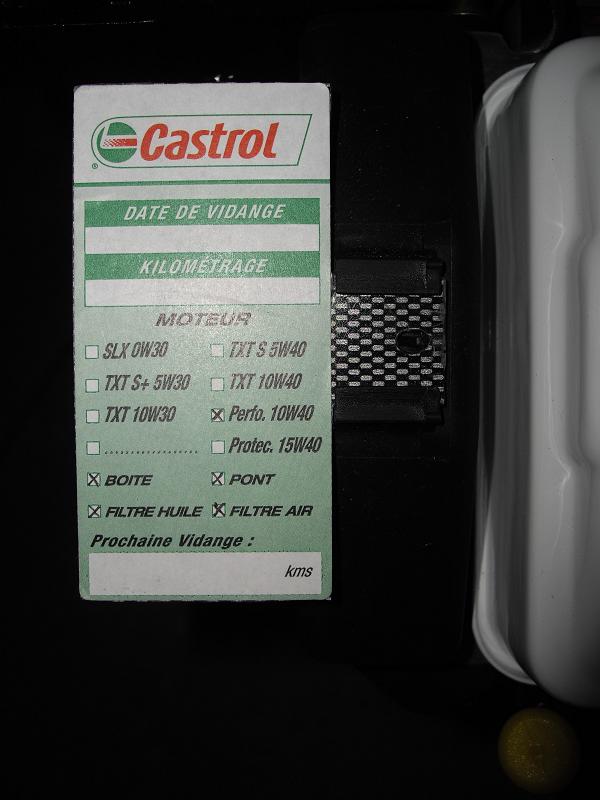 Castrol
DATE DE VIDANGE
KILOMÉTRAGE
MOTEUR
SLX 0W30 TXT S 5W40
TXT S+ 5W30 TXT 10W40
TXT 10W30 Perfo. 10W40
.................. Protec. 15W40
BOITE PONT
FILTRE HUILE FILTRE AIR
Prochaine Vidange :
kms